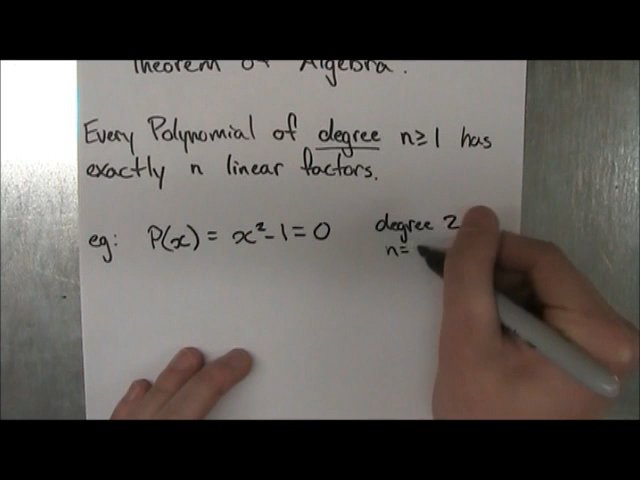 Theorem of Algebra.
Every Polynomial of degree n≥1 has
exactly n linear factors.
eg: P(x) = x²-1=0 degree 2
n=